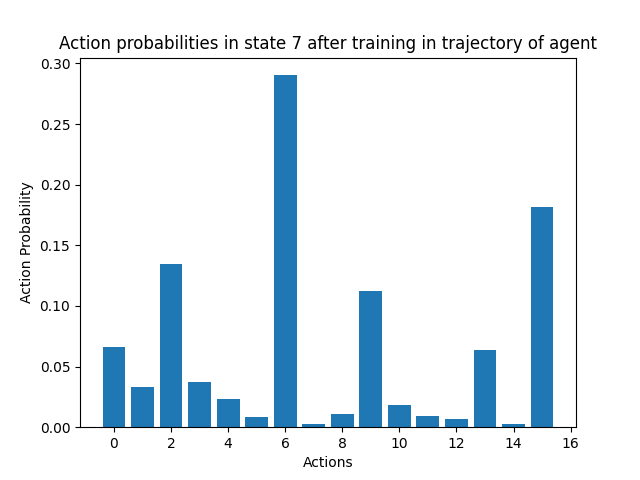 Action probabilities in state 7 after training in trajectory of agent
0.30
0.25
0.20
0.15
0.10
0.05
0.00
Action Probability
0 2 4 6 8 10 12 14 16
Actions